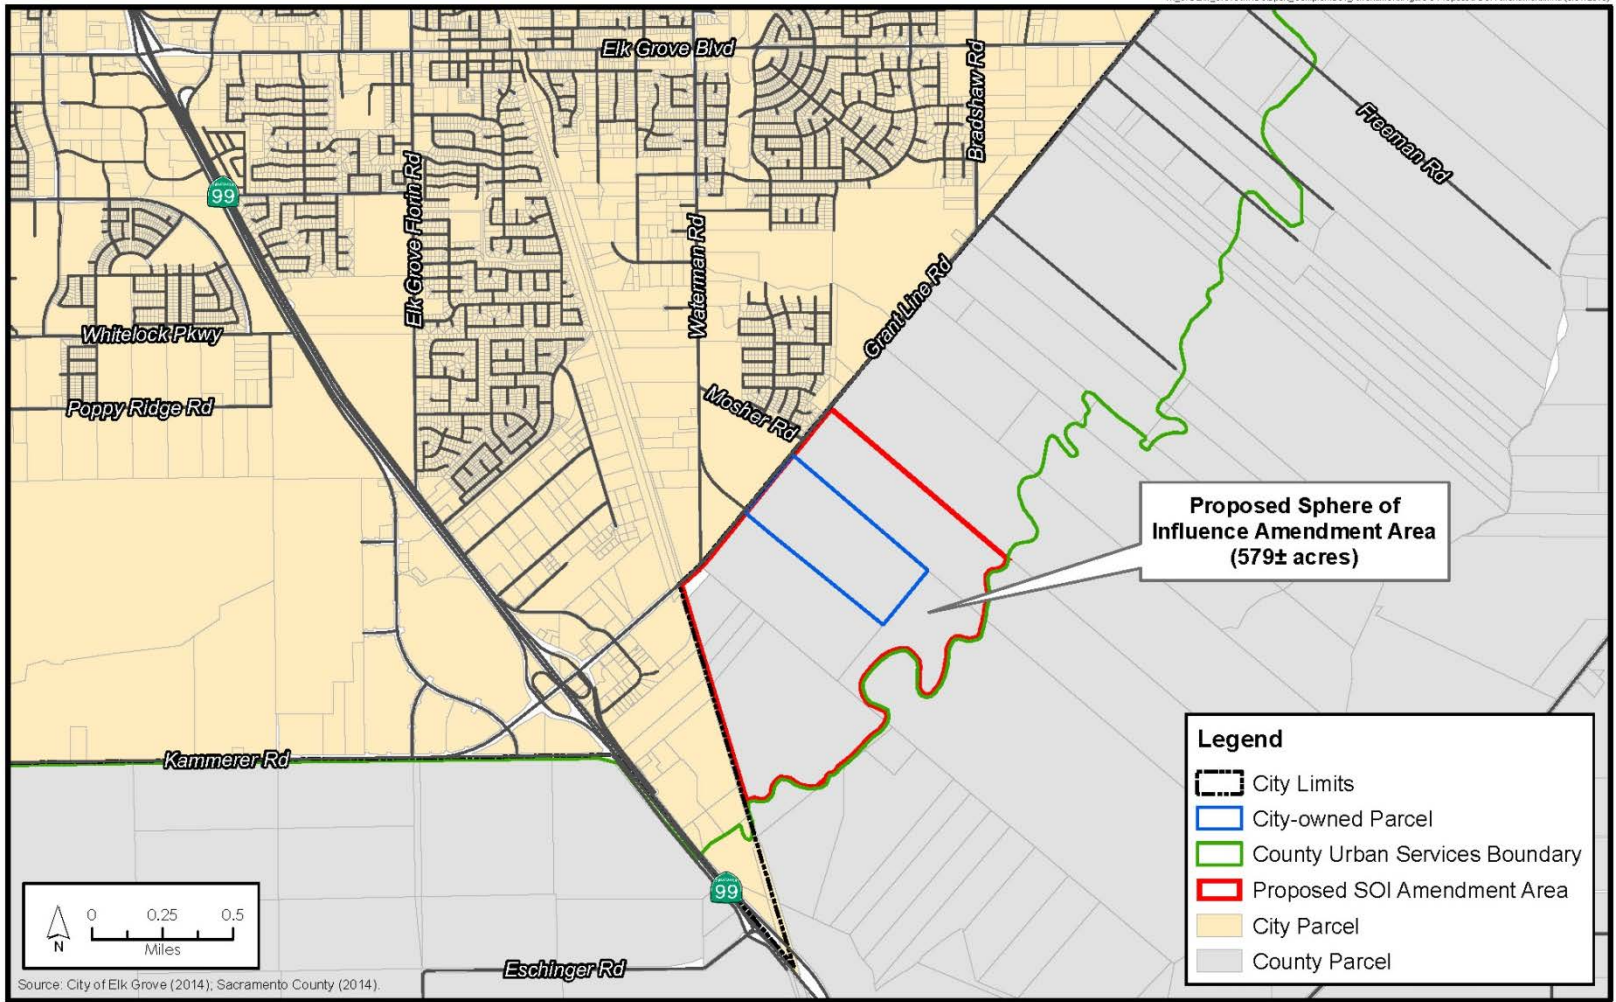 Elk Grove Blvd
Bradshaw Rd
Freeman Rd
99
Elk Grove Florin Rd
Waterman Rd
Grant Line Rd
Whitelock Pkwy
Poppy Ridge Rd
Mosher Rd
Proposed Sphere of
Influence Amendment Area
(579± acres)
Kammerer Rd
99
Eschinger Rd
Legend
City Limits
City-owned Parcel
County Urban Services Boundary
Proposed SOI Amendment Area
City Parcel
County Parcel
N
0 0.25 0.5
Miles
Source: City of Elk Grove (2014); Sacramento County (2014).